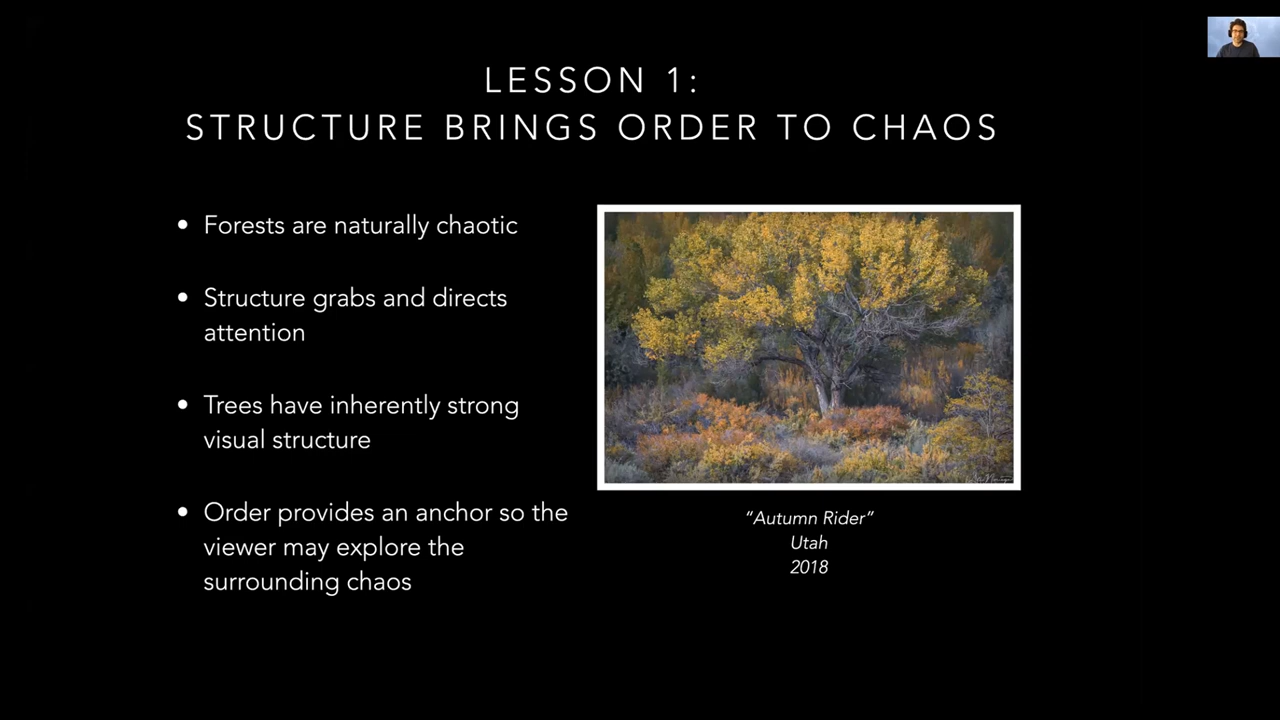 LESSON 1:
STRUCTURE BRINGS ORDER TO CHAOS
• Forests are naturally chaotic
• Structure grabs and directs
attention
• Trees have inherently strong
visual structure
• Order provides an anchor so the
viewer may explore the
surrounding chaos
“Autumn Rider”
Utah
2018